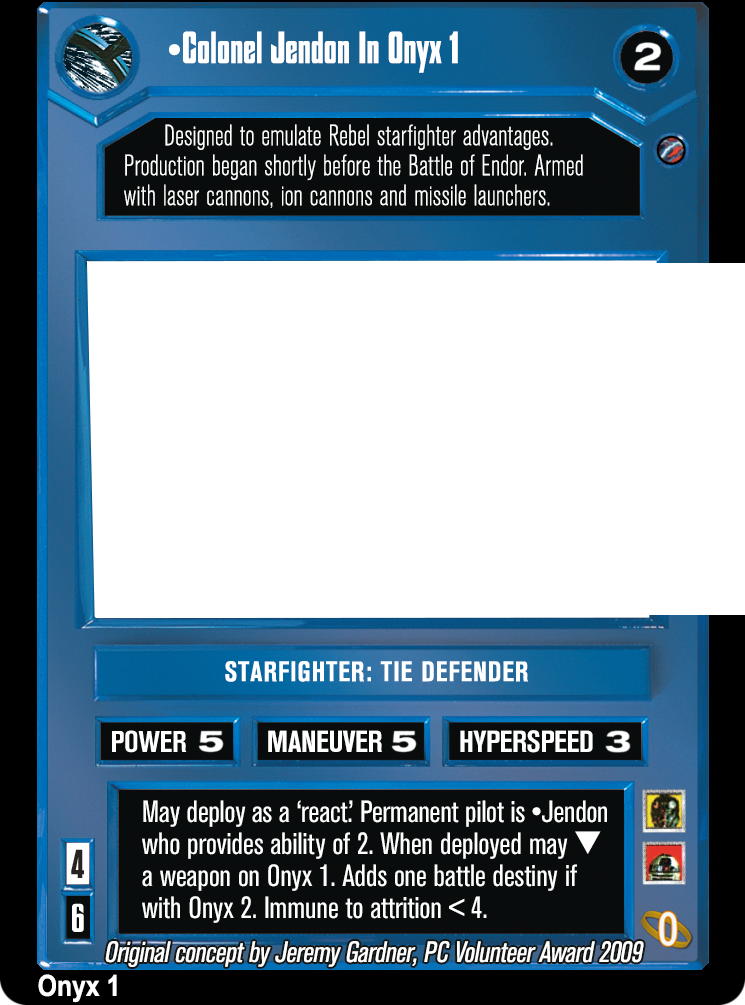 •Colonel Jendon In Onyx 1
2
Designed to emulate Rebel starfighter advantages.
Production began shortly before the Battle of Endor. Armed
with laser cannons, ion cannons and missile launchers.
STARFIGHTER: TIE DEFENDER
POWER 5 MANEUVER 5 HYPERSPEED 3
May deploy as a ‘react.’ Permanent pilot is •Jendon
who provides ability of 2. When deployed may ▼
a weapon on Onyx 1. Adds one battle destiny if
with Onyx 2. Immune to attrition < 4.
4
6
0
Original concept by Jeremy Gardner, PC Volunteer Award 2009
Onyx 1